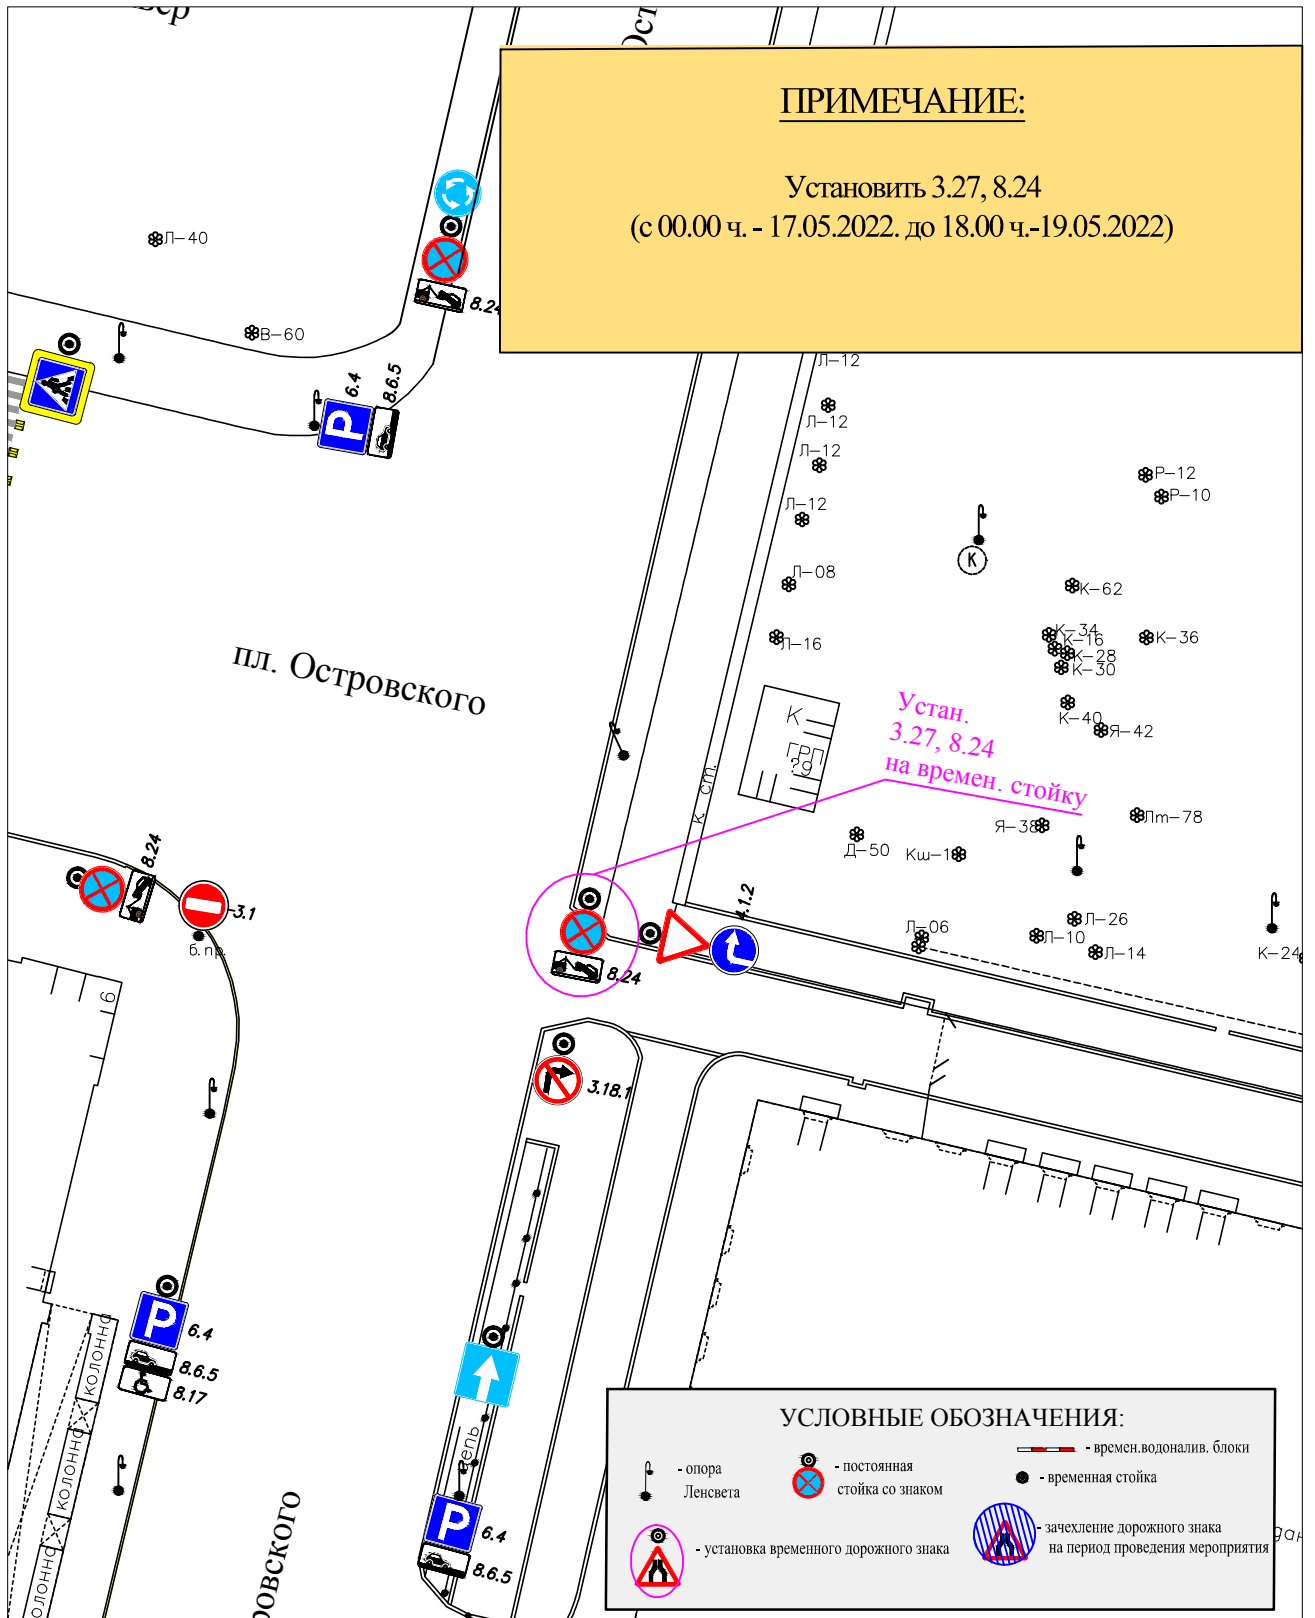 ПРИМЕЧАНИЕ:
Установить 3.27, 8.24
(с 00.00 ч. - 17.05.2022. до 18.00 ч.-19.05.2022)
Л-40
8.24
В-60
6.4
8.6.5
P
Л-12
Л-12
Л-12
Л-12
Р-12
Р-10
К
Л-08
К-62
К-34
К-16
К-36
К-28
К-30
Л-16
пл. Островского
К-40
Я-42
Устан.
3.27, 8.24
на времен. стойку
К
ГРП
К ст.
Лт-78
Я-38
Д-50
Кш-1
8.24
3.1
б. пр.
4.1.2
Л-06
Л-26
Л-10
Л-14
К-24
8.24
3.18.1
P
6.4
8.6.5
8.17
КОЛОННА
КОЛОННА
P
6.4
8.6.5
УСЛОВНЫЕ ОБОЗНАЧЕНИЯ:
- опора
Ленсвета
- постоянная
стойка со знаком
- времен.водоналив. блоки
- временная стойка
- установка временного дорожного знака
- зачехление дорожного знака
на период проведения мероприятия